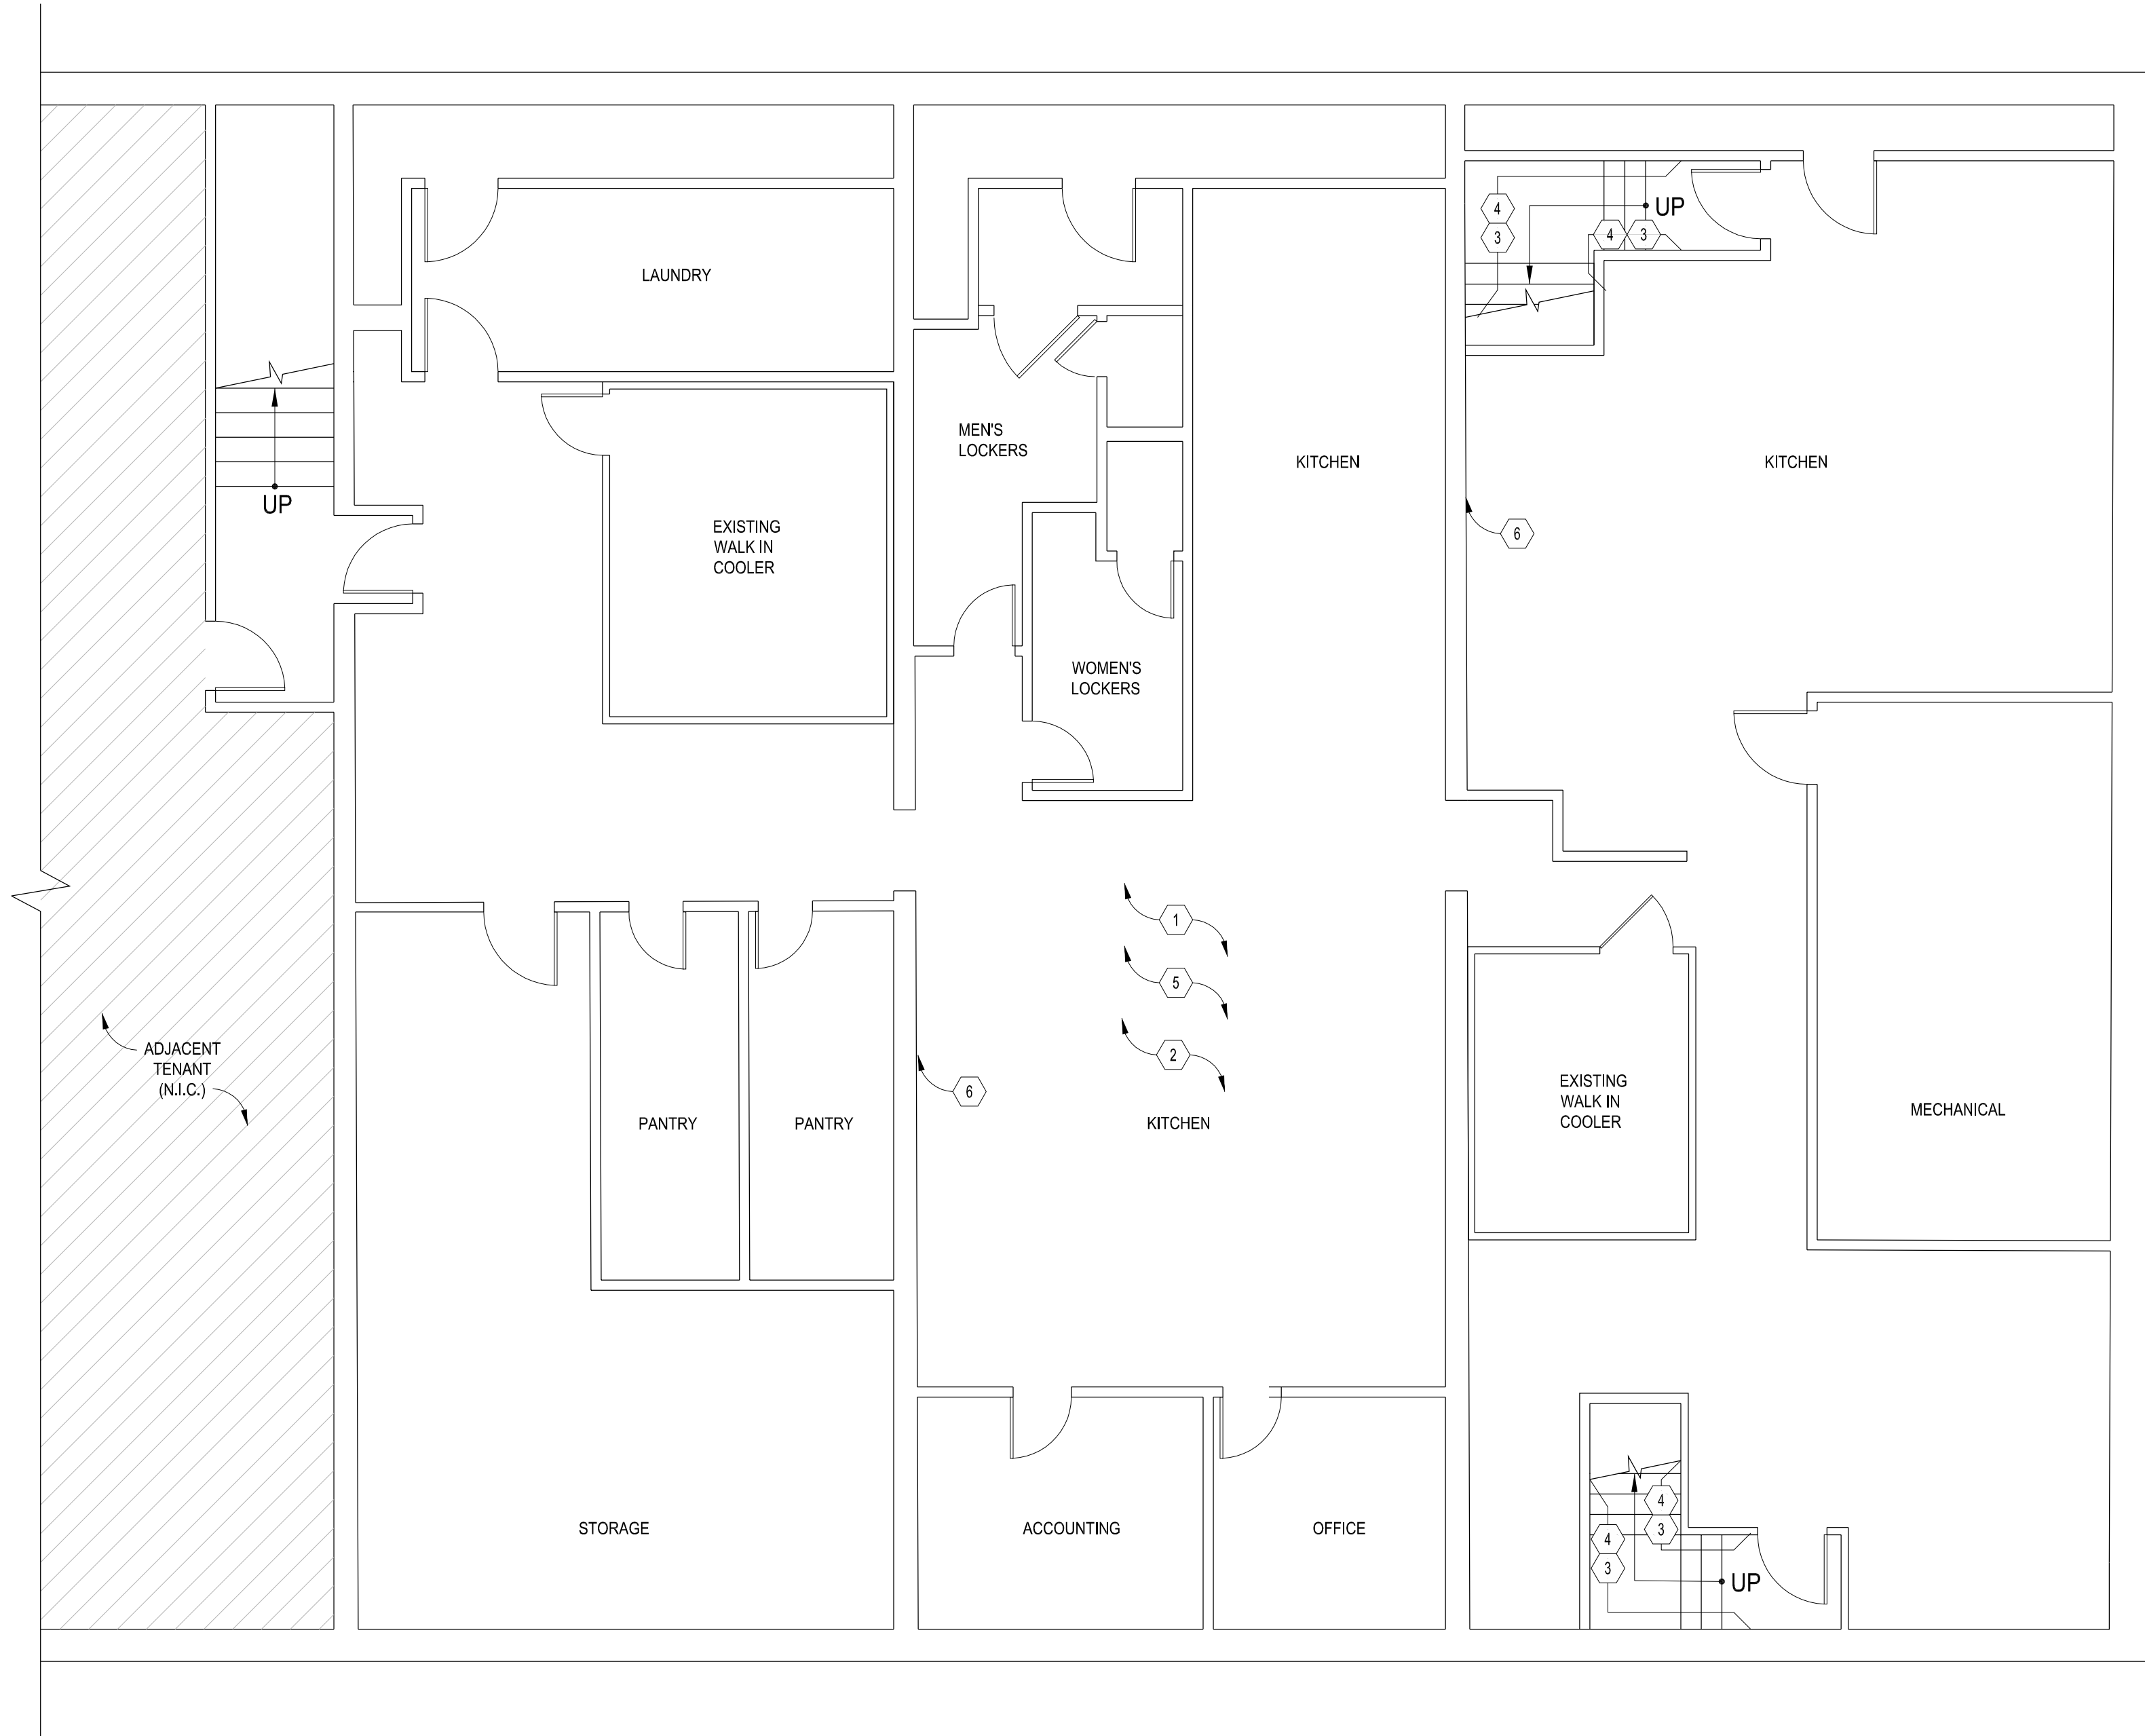 4
UP
3
4
3
LAUNDRY
MEN'S
LOCKERS
KITCHEN
KITCHEN
UP
EXISTING
WALK IN
COOLER
6
WOMEN'S
LOCKERS
1
5
ADJACENT
TENANT
(N.I.C.)
2
6
EXISTING
WALK IN
COOLER
PANTRY
PANTRY
KITCHEN
MECHANICAL
STORAGE
ACCOUNTING
OFFICE
4
3
4
3
UP